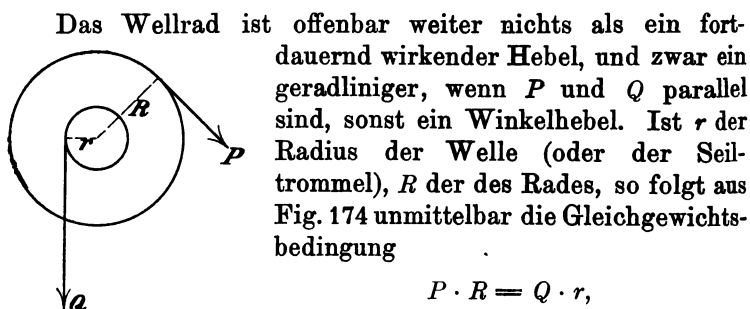 Das Wellrad ist offenbar weiter nichts als ein fort-
dauernd wirkender Hebel, und zwar ein
geradliniger, wenn P und Q parallel
sind, sonst ein Winkelhebel. Ist r der
Radius der Welle (oder der Seil-
trommel), R der des Rades, so folgt aus
Fig. 174 unmittelbar die Gleichgewichts-
bedingung
P · R = Q · r,
R
r
P
Q